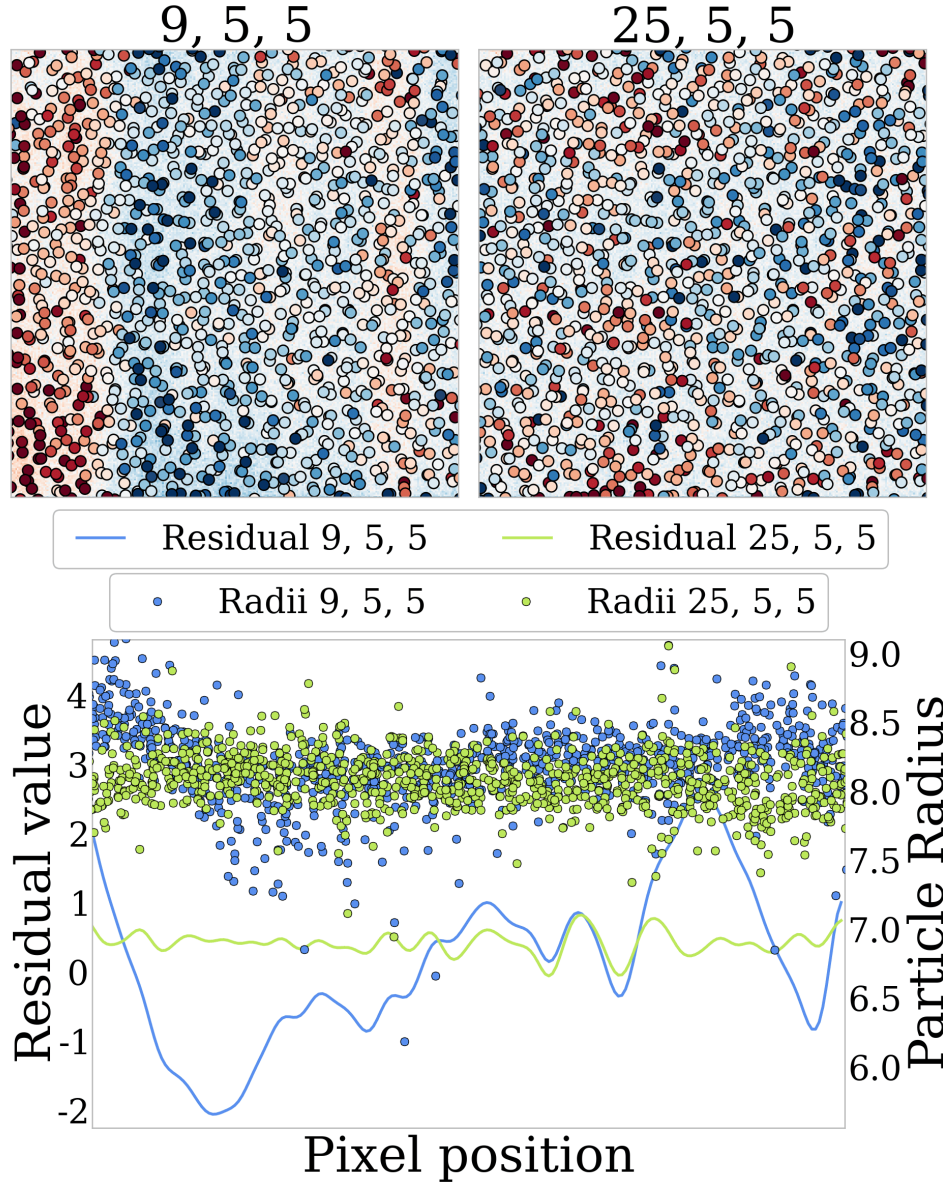 9, 5, 5
25, 5, 5
Residual 9, 5, 5
Residual 25, 5, 5
Radii 9, 5, 5
Radii 25, 5, 5
Residual value
4
3
2
1
0
-1
-2
9.0
8.5
8.0
7.5
7.0
6.5
6.0
Particle Radius
Pixel position